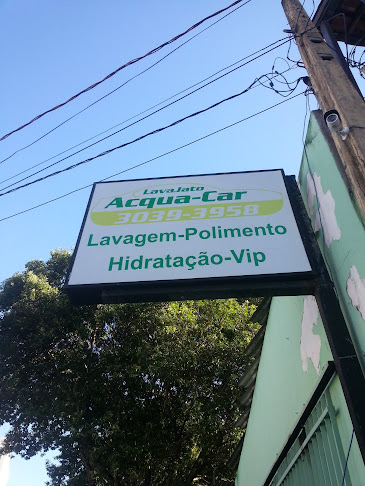 LavaJato
Acqua-Car
3039-3958
Lavagem-Polimento
Hidratação-Vip